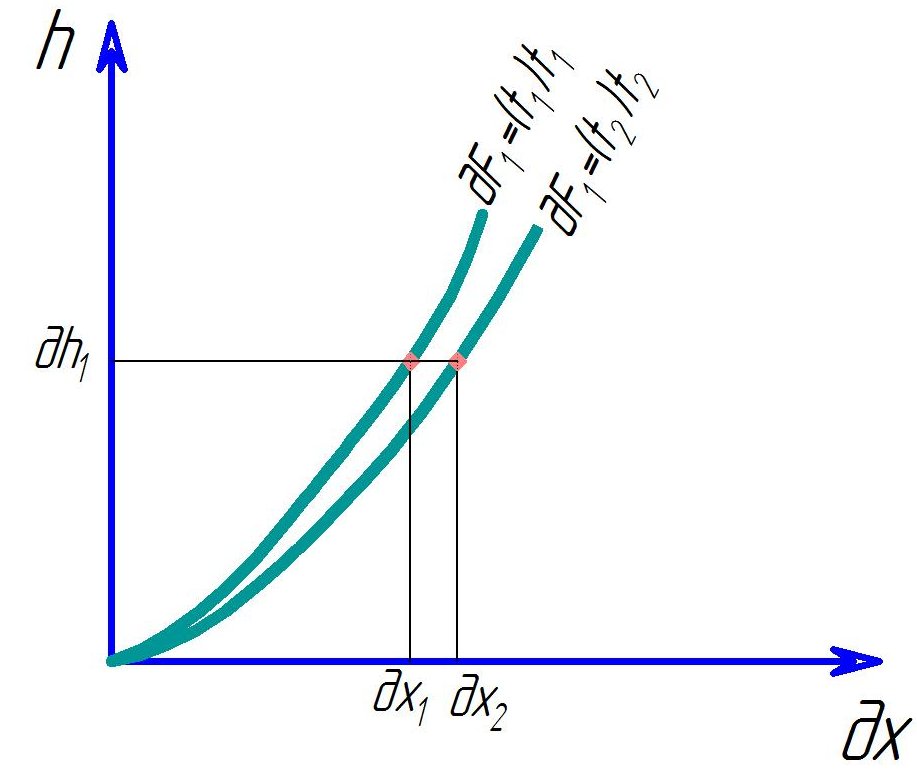 h
∂F₁=(t₁)t₁
∂F₁=(t₂)t₂
∂h₁
∂x₁
∂x₂
∂x